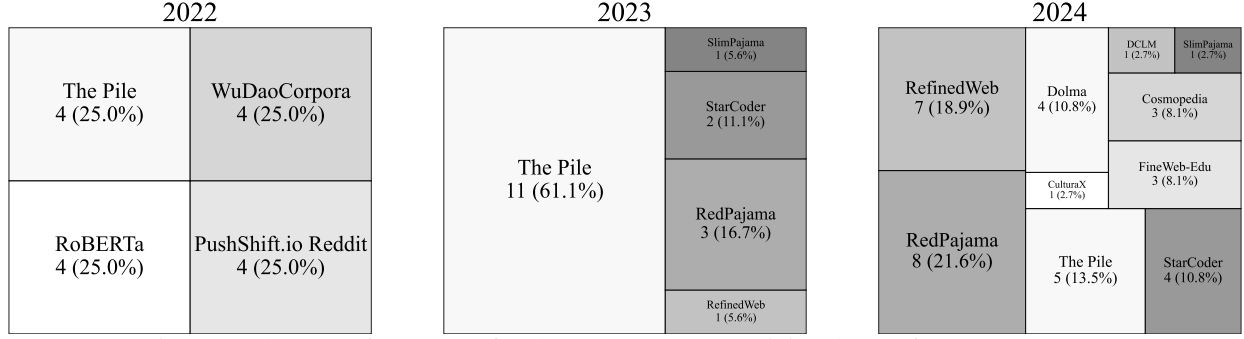 2022
The Pile
4 (25.0%)
WuDaoCorpora
4 (25.0%)
RoBERTa
4 (25.0%)
PushShift.io Reddit
4 (25.0%)
2023
The Pile
11 (61.1%)
SlimPajama
1 (5.6%)
StarCoder
2 (11.1%)
RedPajama
3 (16.7%)
RefinedWeb
1 (5.6%)
2024
RefinedWeb
7 (18.9%)
RedPajama
8 (21.6%)
Dolma
4 (10.8%)
CulturaX
1 (2.7%)
DCLM
1 (2.7%)
SlimPajama
1 (2.7%)
Cosmopedia
3 (8.1%)
FineWeb-Edu
3 (8.1%)
The Pile
5 (13.5%)
StarCoder
4 (10.8%)